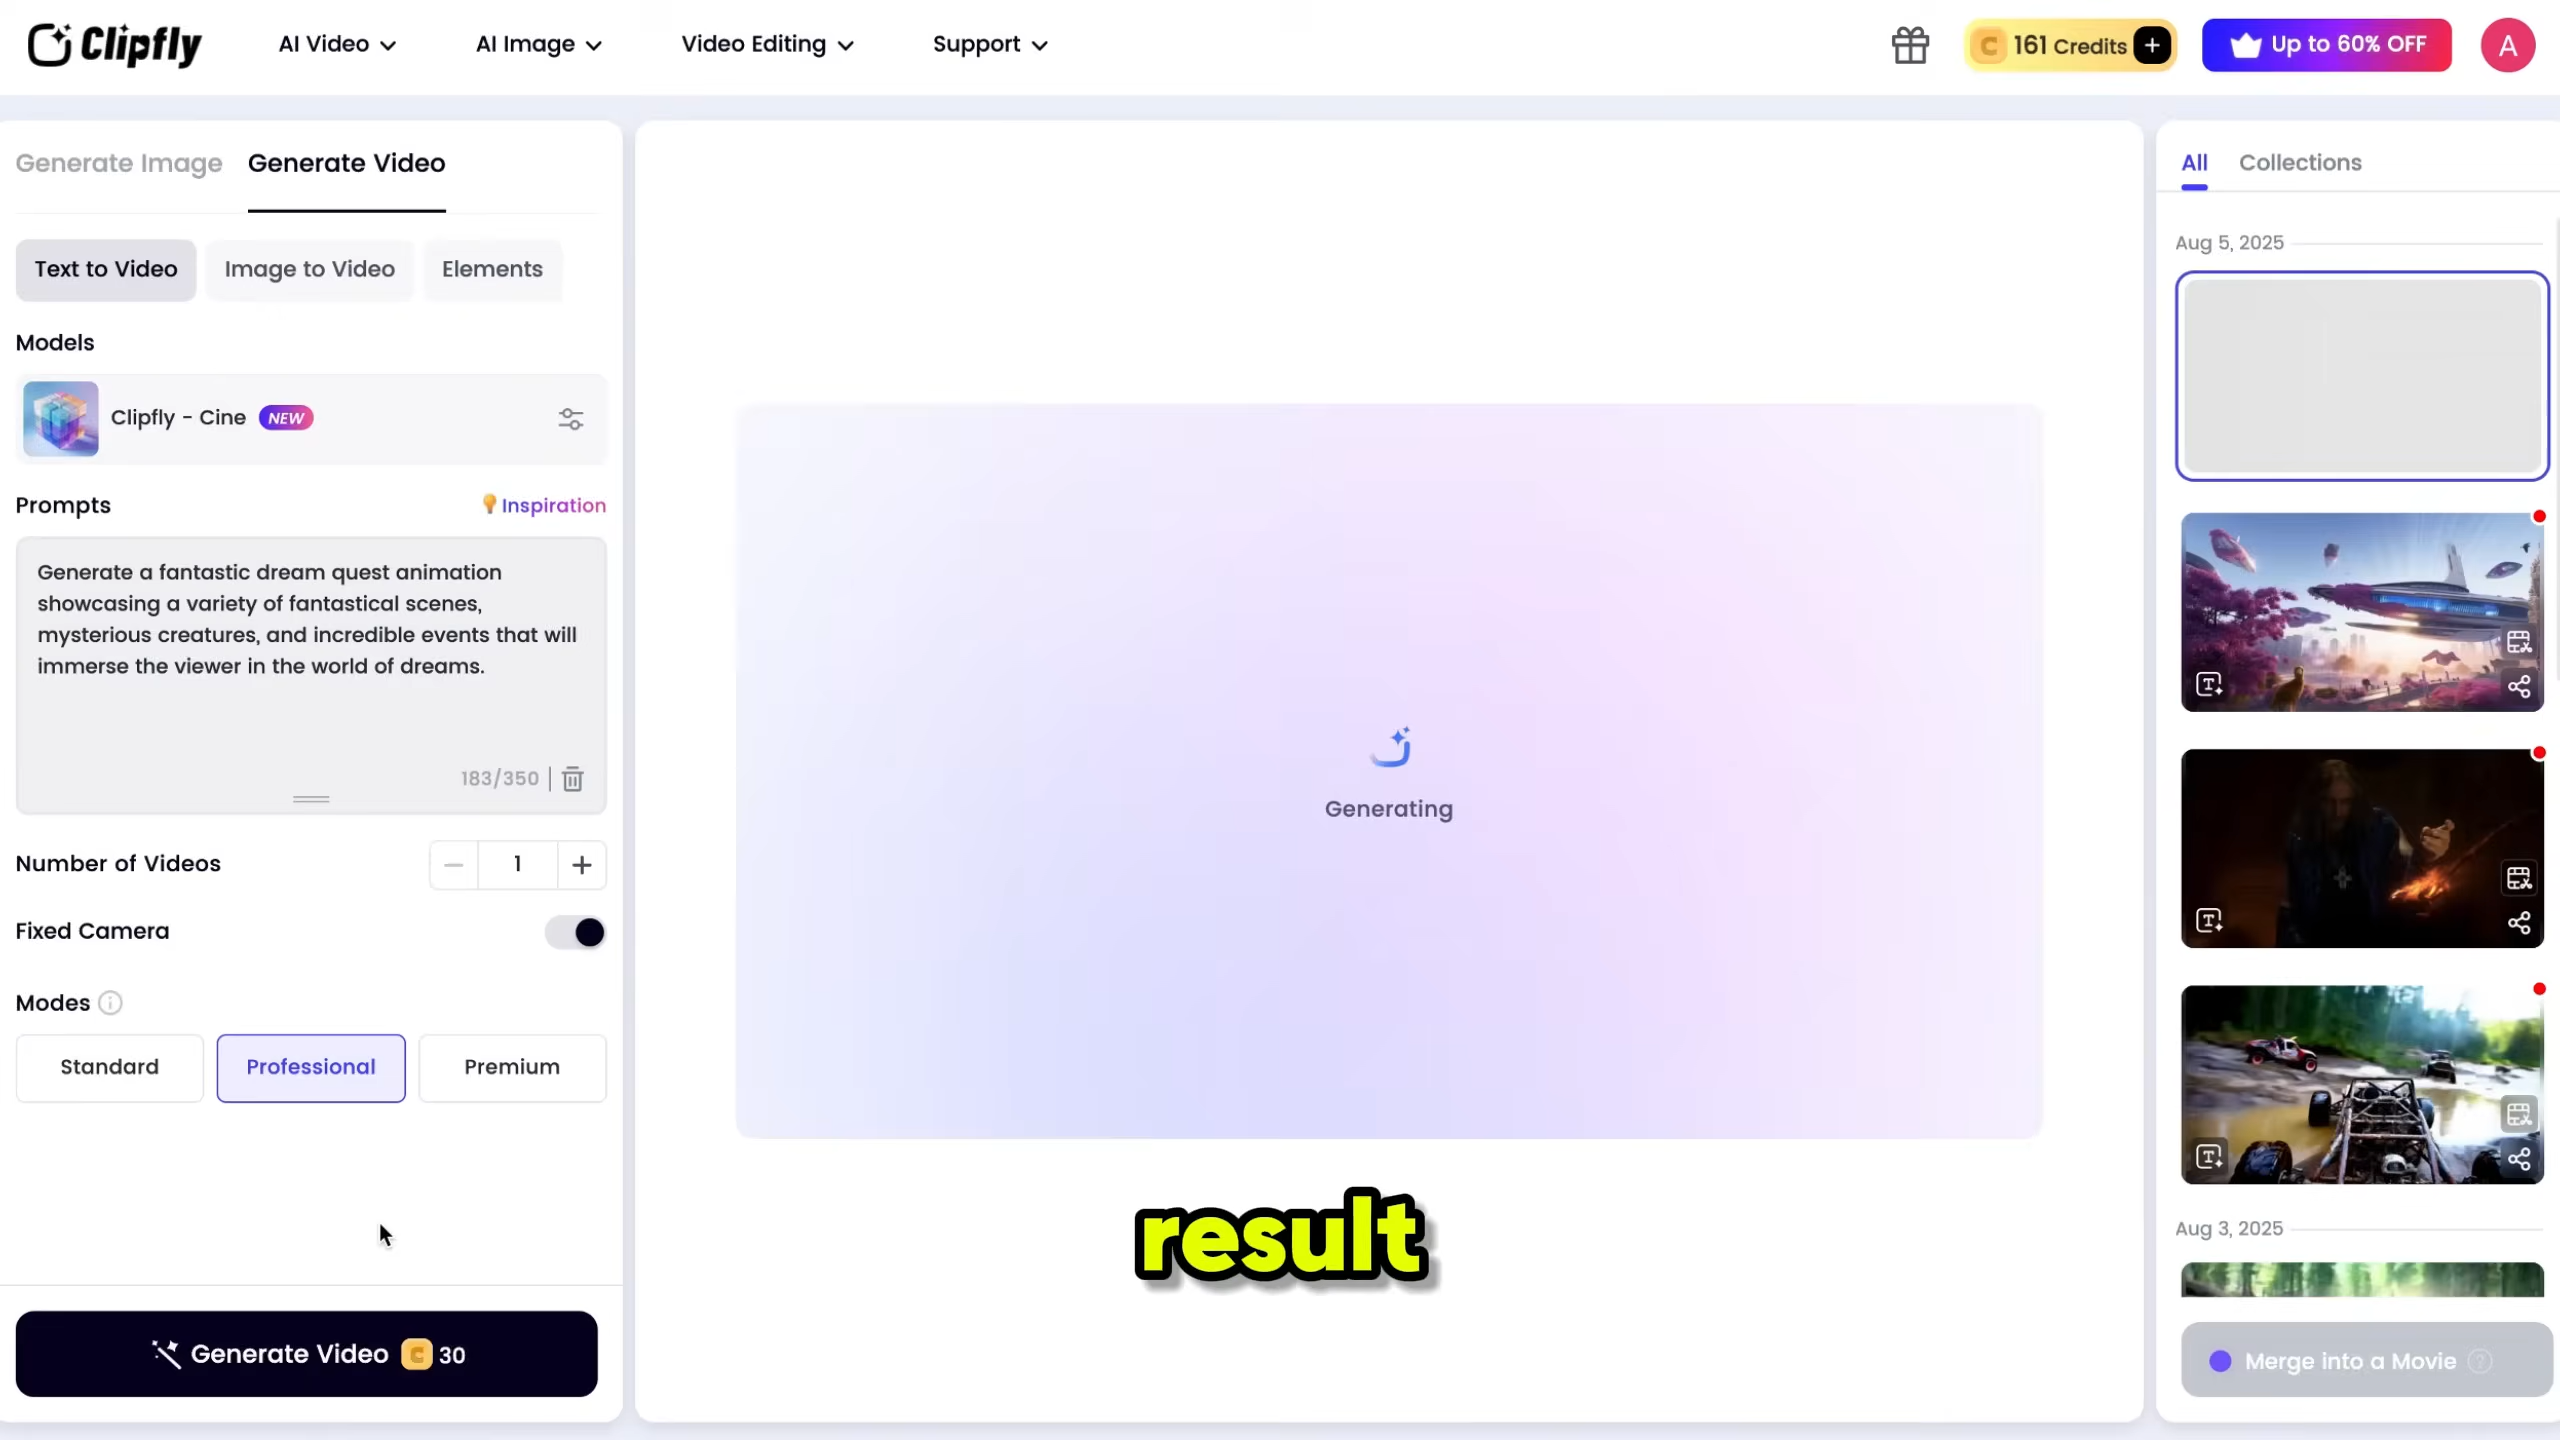 Clipfly
AI Video
AI Image
Video Editing
Support
C 161 Credits +
Up to 60% OFF
A
Generate Image
Generate Video
Text to Video
Image to Video
Elements
Models
Clipfly - Cine NEW
Prompts
Inspiration
Generate a fantastic dream quest animation
showcasing a variety of fantastical scenes,
mysterious creatures, and incredible events that will
immerse the viewer in the world of dreams.
183/350
Number of Videos
1
Fixed Camera
Modes
Standard
Professional
Premium
Generate Video C 30
Generating
result
All
Collections
Aug 5, 2025
Aug 3, 2025
Merge into a Movie